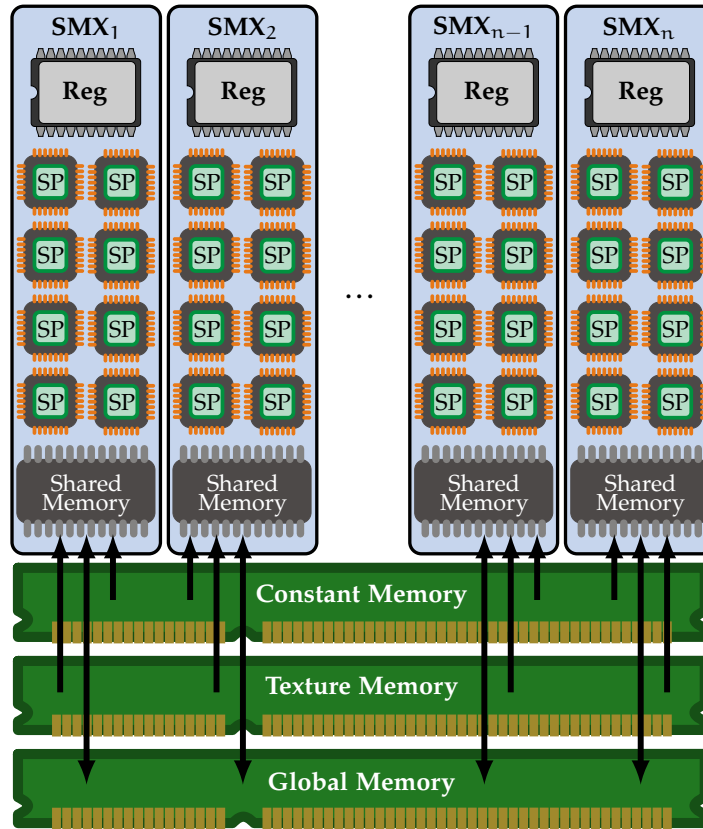 SMX₁ SMX₂ SMXₙ₋₁ SMXₙ
Reg Reg Reg Reg
SP SP SP SP SP SP SP SP
SP SP SP SP SP SP SP SP
SP SP SP SP SP SP SP SP
...
SP SP SP SP SP SP SP SP
Shared Shared Shared Shared
Memory Memory Memory Memory
Constant Memory
Texture Memory
Global Memory